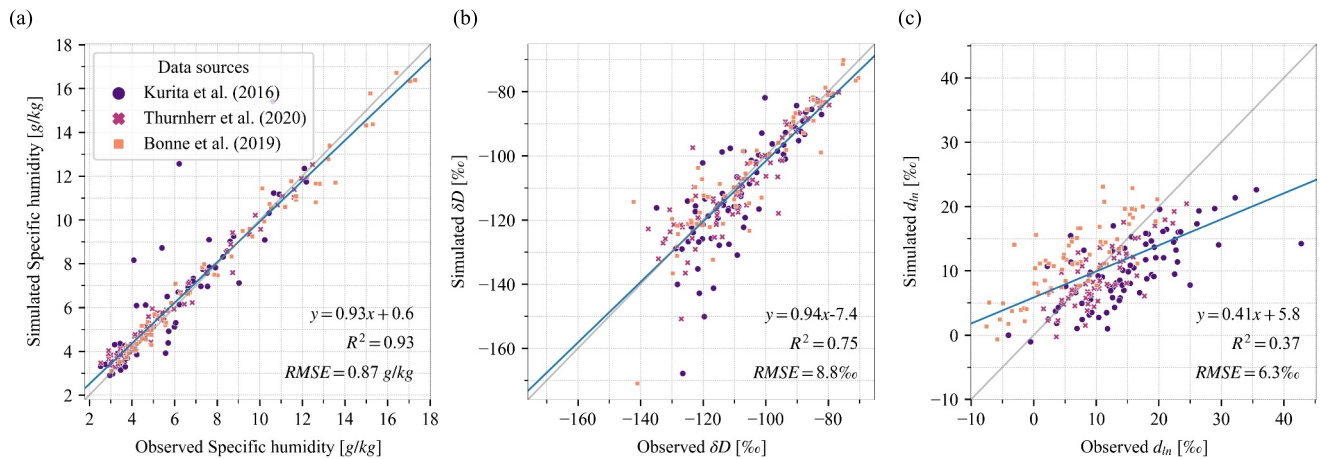 (a)
Simulated Specific humidity [g/kg]
18
16
14
12
10
8
6
4
2
Data sources
Kurita et al. (2016)
Thurnherr et al. (2020)
Bonne et al. (2019)
y=0.93x+0.6
R²=0.93
RMSE=0.87 g/kg
2 4 6 8 10 12 14 16 18
Observed Specific humidity [g/kg]
(b)
Simulated δD [‰]
−80
−100
−120
−140
−160
y=0.94x-7.4
R²=0.75
RMSE=8.8‰
−160 −140 −120 −100 −80
Observed δD [‰]
(c)
Simulated dln [‰]
40
30
20
10
0
−10
y=0.41x+5.8
R²=0.37
RMSE=6.3‰
−10 0 10 20 30 40
Observed dln [‰]